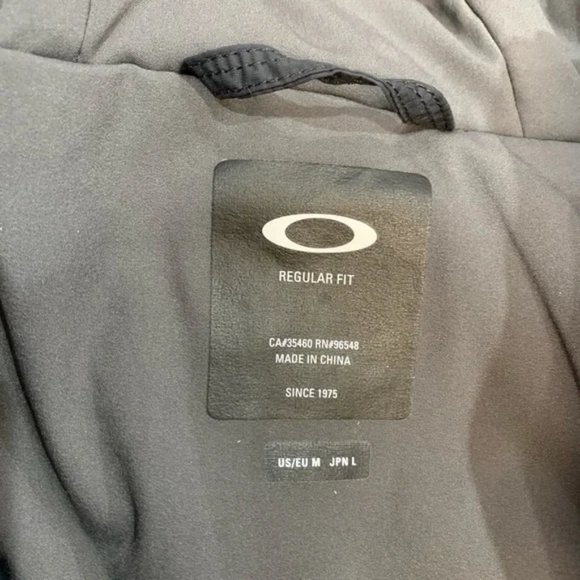 REGULAR FIT
CA#35460 RN#96548
MADE IN CHINA
SINCE 1975
US/EU M JPN L